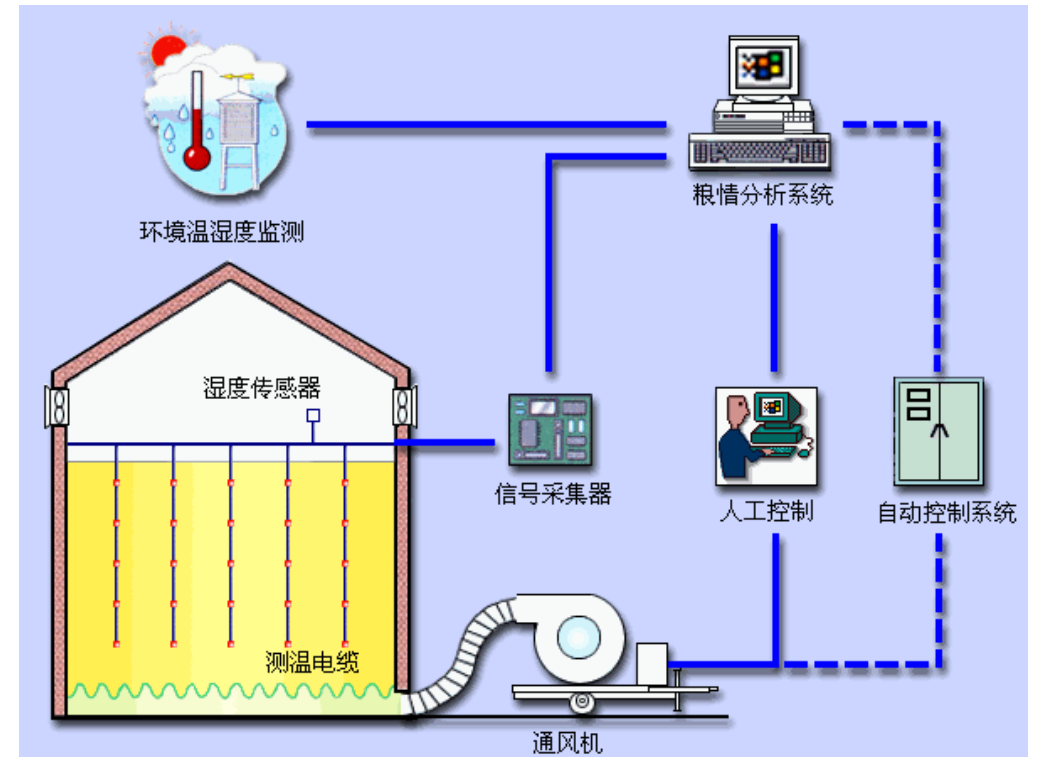 粮情分析系统
环境温湿度监测
湿度传感器
信号采集器
人工控制
自动控制系统
测温电缆
通风机